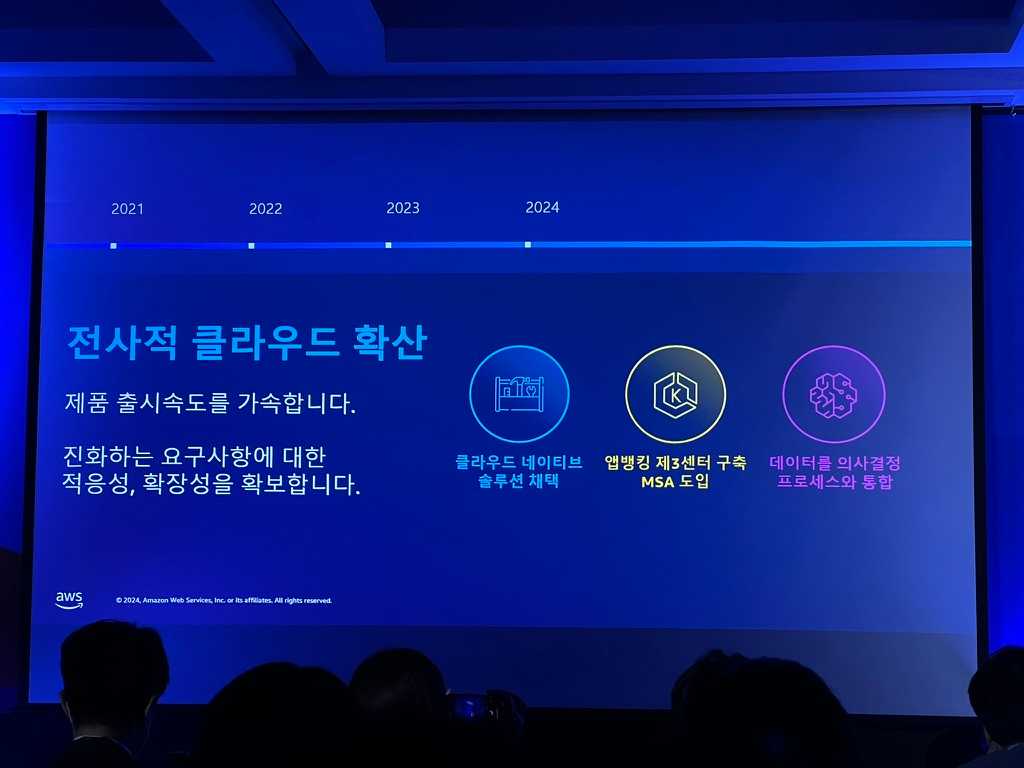 2021 2022 2023 2024
전사적 클라우드 확산
제품 출시속도를 가속합니다.
진화하는 요구사항에 대한
적응성, 확장성을 확보합니다.
K
클라우드 네이티브
솔루션 채택
앱뱅킹 제3센터 구축
MSA 도입
데이터를 의사결정
프로세스와 통합
aws
© 2024, Amazon Web Services, Inc. or its affiliates. All rights reserved.